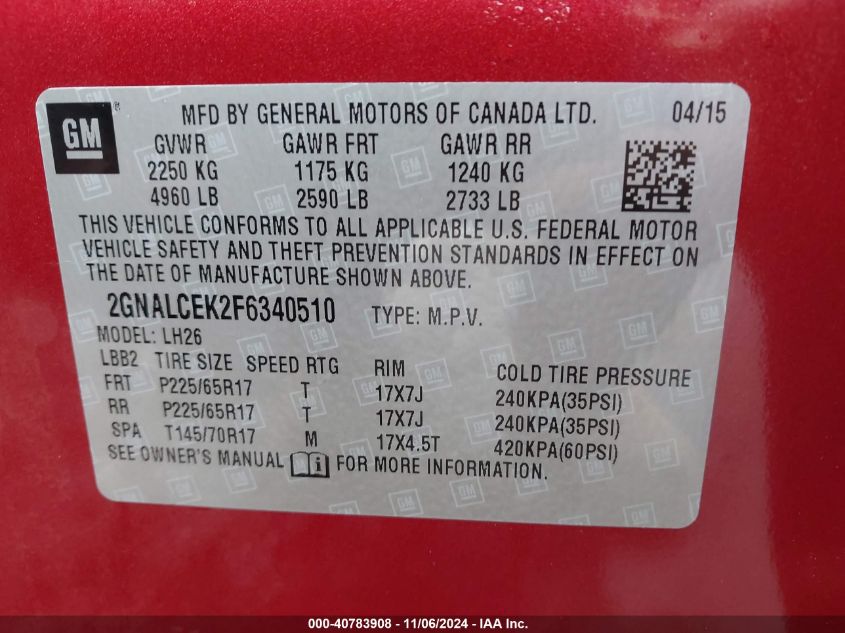 GM ® MFD BY GENERAL MOTORS OF CANADA LTD. 04/15
GVWR GAWR FRT GAWR RR
2250 KG 1175 KG 1240 KG
4960 LB 2590 LB 2733 LB
THIS VEHICLE CONFORMS TO ALL APPLICABLE U.S. FEDERAL MOTOR
VEHICLE SAFETY AND THEFT PREVENTION STANDARDS IN EFFECT ON
THE DATE OF MANUFACTURE SHOWN ABOVE.
2GNALCEK2F6340510 TYPE: M.P.V.
MODEL: LH26
LBB2 TIRE SIZE SPEED RTG RIM COLD TIRE PRESSURE
FRT P225/65R17 T 17X7J 240KPA(35PSI)
RR P225/65R17 T 17X7J 240KPA(35PSI)
SPA T145/70R17 M 17X4.5T 420KPA(60PSI)
SEE OWNER'S MANUAL i FOR MORE INFORMATION.
000-40783908 - 11/06/2024 - IAA Inc.